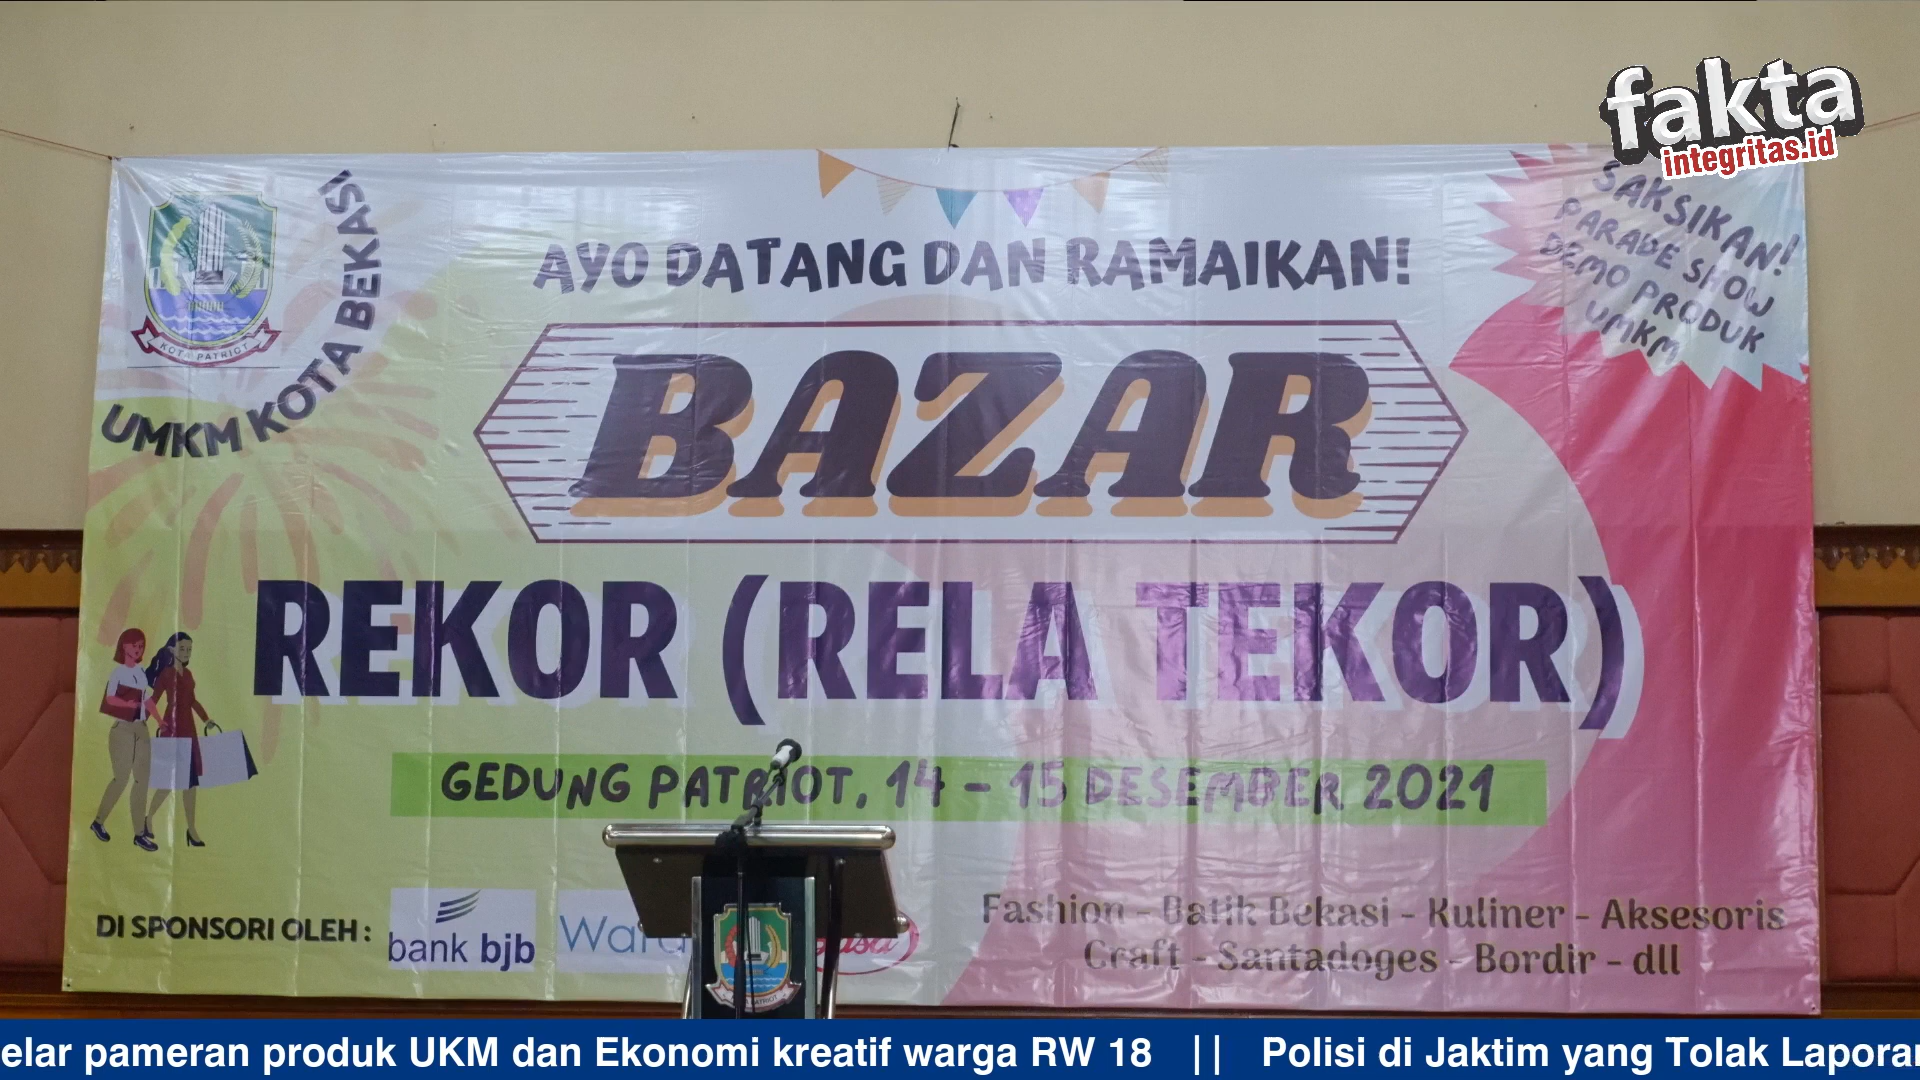 fakta
integritas.id
UMKM KOTA BEKASI
KOTA PATRIOT
SAKSIKAN!
PARADE SHOW
DEMO PRODUK
UMKM
AYO DATANG DAN RAMAIKAN!
BAZAR
REKOR (RELA TEKOR)
GEDUNG PATRIOT, 14 - 15 DESEMBER 2021
DI SPONSORI OLEH :
bank bjb
Fashion - Batik Bekasi - Kuliner - Aksesoris
Craft - Santadoges - Bordir - dll
elar pameran produk UKM dan Ekonomi kreatif warga RW 18 || Polisi di Jaktim yang Tolak Laporan